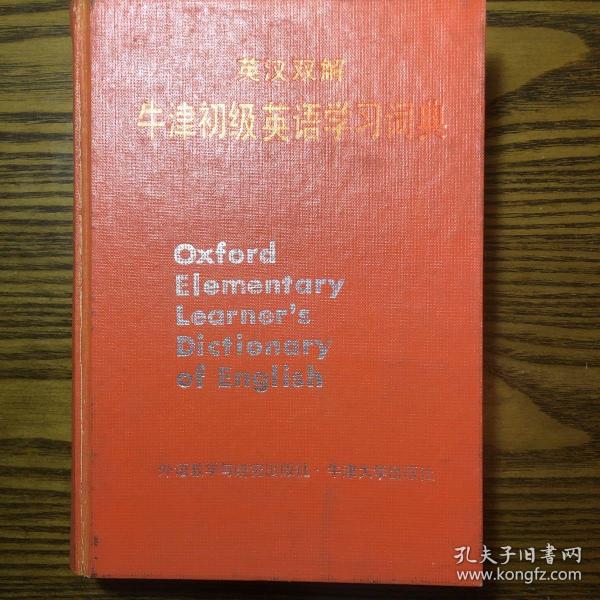 英汉双解
牛津初级英语学习词典
Oxford
Elementary
Learner's
Dictionary
of English
外语教学与研究出版社·牛津大学出版社
孔夫子旧書网
www.kongfz.com